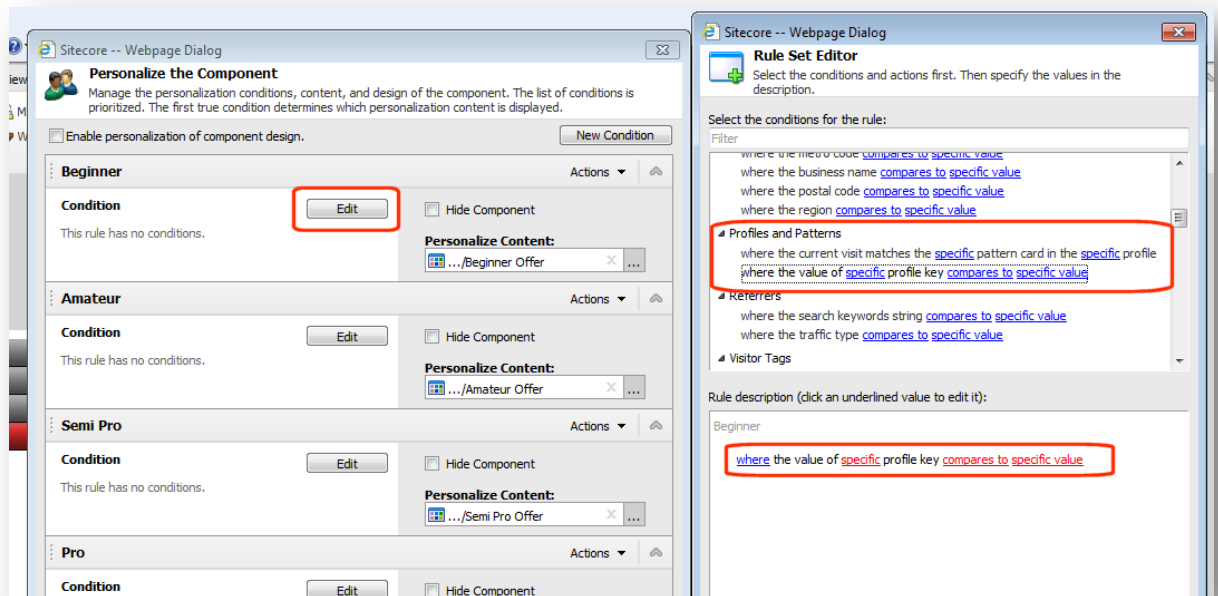 iew
M
W
Sitecore -- Webpage Dialog
Personalize the Component
Manage the personalization conditions, content, and design of the component. The list of conditions is
prioritized. The first true condition determines which personalization content is displayed.
Enable personalization of component design.
New Condition
Beginner
Actions
Condition
Edit
Hide Component
This rule has no conditions.
Personalize Content:
.../Beginner Offer
...
Amateur
Actions
Condition
Edit
Hide Component
This rule has no conditions.
Personalize Content:
.../Amateur Offer
...
Semi Pro
Actions
Condition
Edit
Hide Component
This rule has no conditions.
Personalize Content:
.../Semi Pro Offer
...
Pro
Actions
Condition
Edit
Hide Component
Sitecore -- Webpage Dialog
Rule Set Editor
Select the conditions and actions first. Then specify the values in the
description.
Select the conditions for the rule:
Filter
where the metro code compares to specific value
where the business name compares to specific value
where the postal code compares to specific value
where the region compares to specific value
Profiles and Patterns
where the current visit matches the specific pattern card in the specific profile
where the value of specific profile key compares to specific value
Referrers
where the search keywords string compares to specific value
where the traffic type compares to specific value
Visitor Tags
Rule description (click an underlined value to edit it):
Beginner
where the value of specific profile key compares to specific value